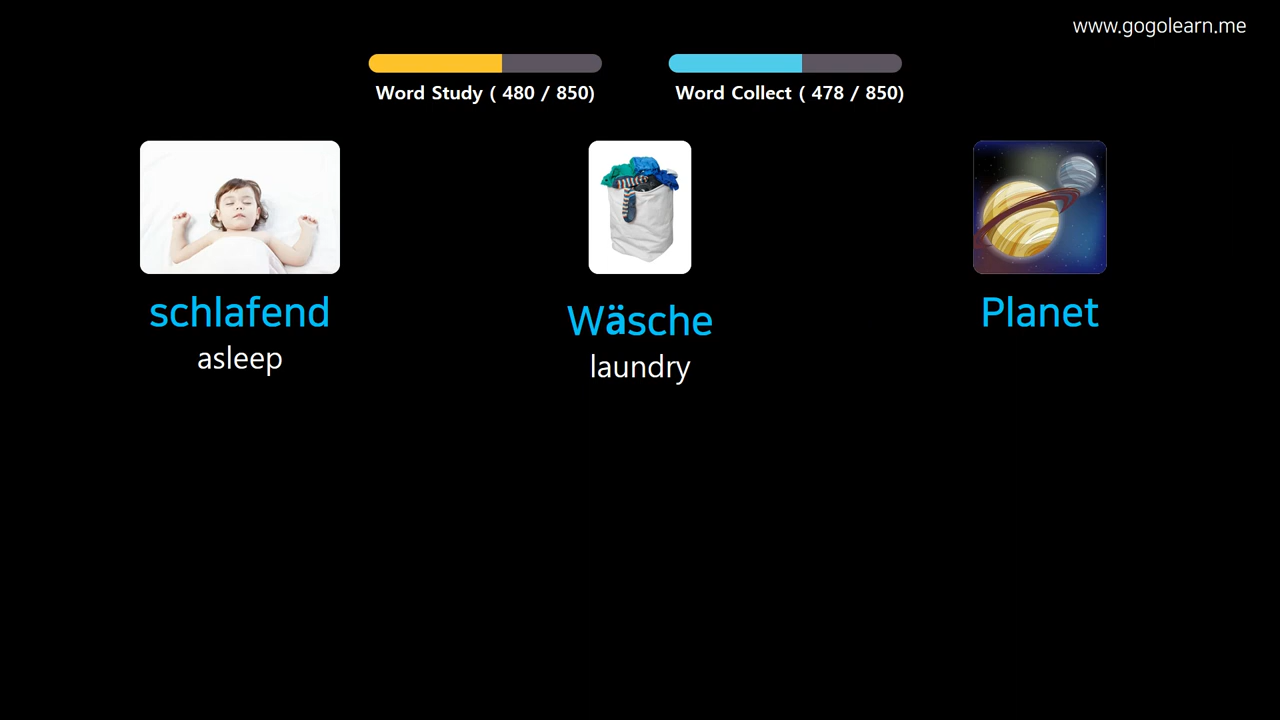 www.gogolearn.me
Word Study ( 480 / 850)
Word Collect ( 478 / 850)
schlafend
asleep
Wäsche
laundry
Planet